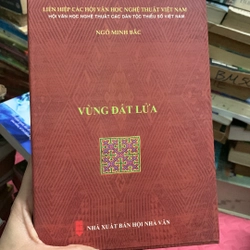 LIÊN HIỆP CÁC HỘI VĂN HỌC NGHỆ THUẬT VIỆT NAM
HỘI VĂN HỌC NGHỆ THUẬT CÁC DÂN TỘC THIỂU SỐ VIỆT NAM
NGÔ MINH BẮC
VÙNG ĐẤT LỬA
NHÀ XUẤT BẢN HỘI NHÀ VĂN